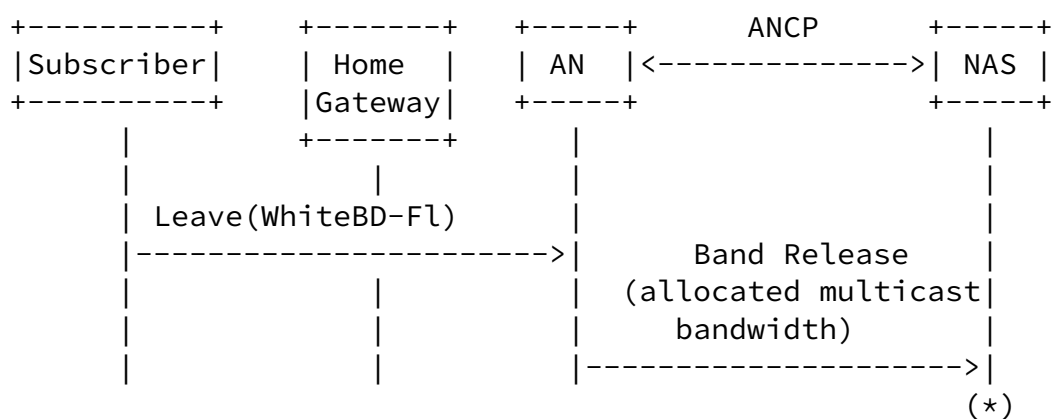 ANCP
Subscriber Home AN NAS
Gateway
Leave(WhiteBD-Fl)
Band Release
(allocated multicast
bandwidth)
(*)